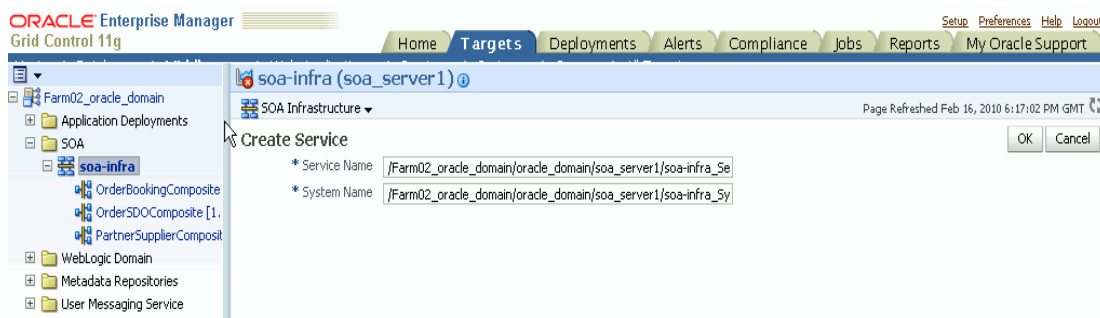 ORACLE Enterprise Manager
Grid Control 11g
Setup Preferences Help Logout
Home Targets Deployments Alerts Compliance Jobs Reports My Oracle Support
Farm02_oracle_domain
Application Deployments
SOA
soa-infra
OrderBookingComposite
OrderSDOComposite [1.
PartnerSupplierComposit
WebLogic Domain
Metadata Repositories
User Messaging Service
soa-infra (soa_server1)
SOA Infrastructure
Page Refreshed Feb 16, 2010 6:17:02 PM GMT
Create Service
OK Cancel
* Service Name /Farm02_oracle_domain/oracle_domain/soa_server1/soa-infra_Se
* System Name /Farm02_oracle_domain/oracle_domain/soa_server1/soa-infra_Sy